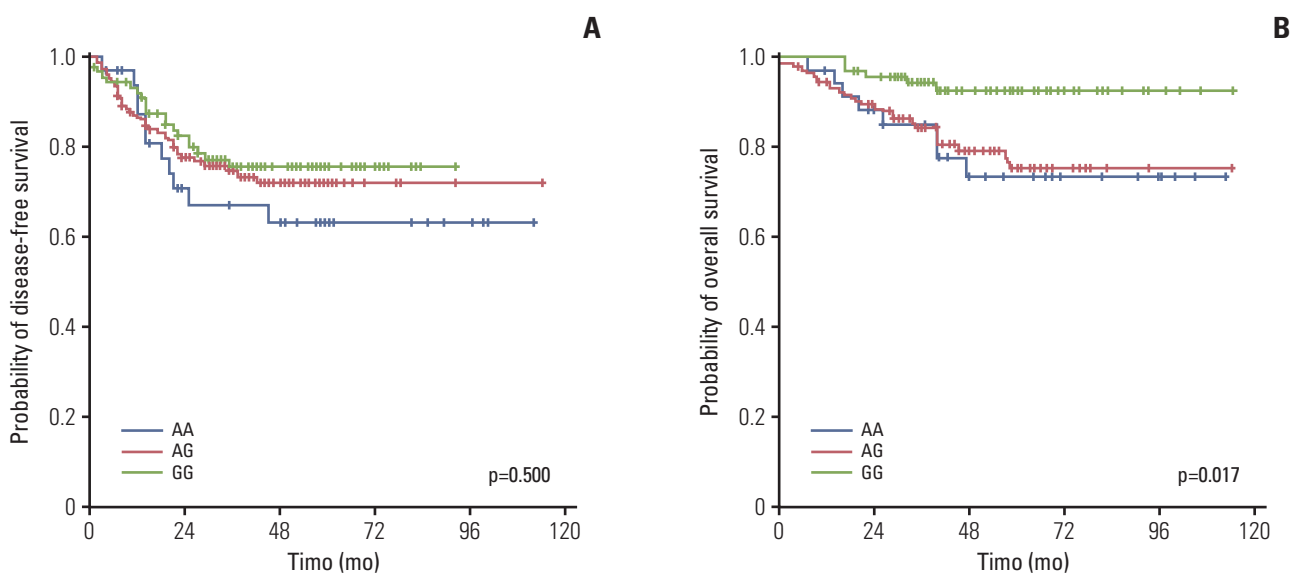 A
Probability of disease-free survival
1.0
0.8
0.6
0.4
0.2
0
0 24 48 72 96 120
Timo (mo)
AA
AG
GG
p=0.500
B
Probability of overall survival
1.0
0.8
0.6
0.4
0.2
0
0 24 48 72 96 120
Timo (mo)
AA
AG
GG
p=0.017